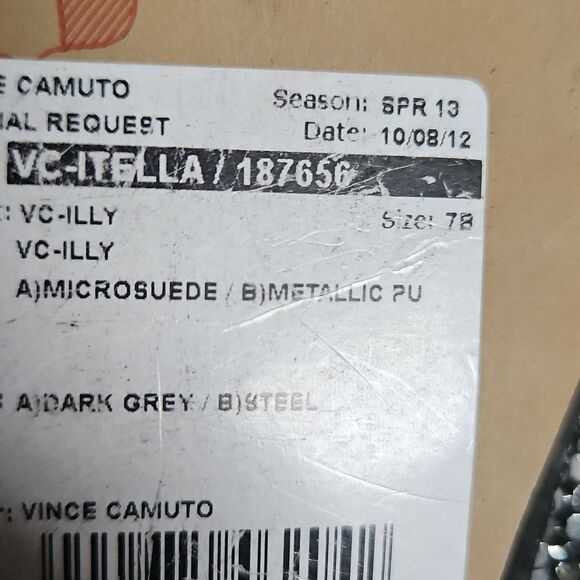 E CAMUTO
Season: SPR 13
IAL REQUEST
Date: 10/08/12
VC-ITELLA / 187656
: VC-ILLY
Size: 7B
VC-ILLY
A)MICROSUEDE / B)METALLIC PU
: A)DARK GREY / B)STEEL
: VINCE CAMUTO